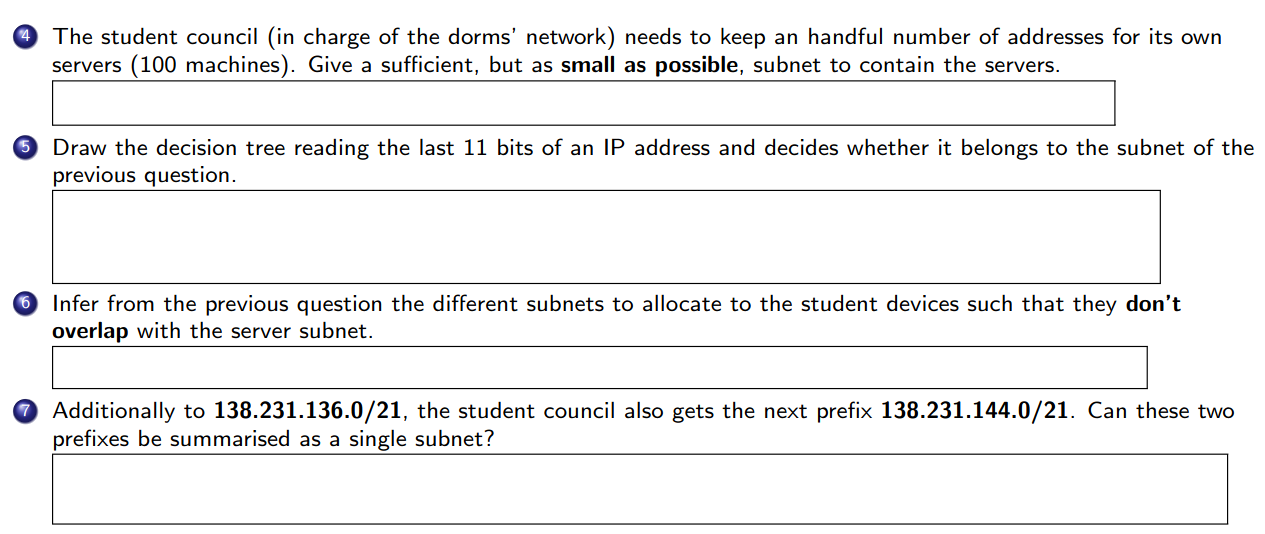 4 The student council (in charge of the dorms' network) needs to keep an handful number of addresses for its own
servers (100 machines). Give a sufficient, but as small as possible, subnet to contain the servers.
5 Draw the decision tree reading the last 11 bits of an IP address and decides whether it belongs to the subnet of the
previous question.
6 Infer from the previous question the different subnets to allocate to the student devices such that they don't
overlap with the server subnet.
7 Additionally to 138.231.136.0/21, the student council also gets the next prefix 138.231.144.0/21. Can these two
prefixes be summarised as a single subnet?